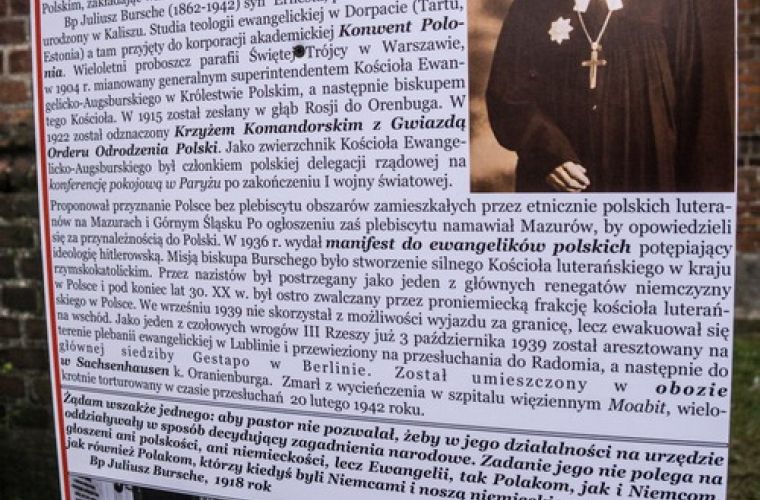 Polskim, zakładając
Bp Juliusz Bursche (1862-1942) syn
urodzony w Kaliszu. Studia teologii ewangelickiej w Dorpacie (Tartu,
Estonia) a tam przyjęty do korporacji akademickiej Konwent Polo-
nia. Wieloletni proboszcz parafii Świętej Trójcy w Warszawie,
w 1904 r. mianowany generalnym superintendentem Kościoła Ewan-
gelicko-Augsburskiego w Królestwie Polskim, a następnie biskupem
tego Kościoła. W 1915 został zesłany w głąb Rosji do Orenbuga. W
1922 został odznaczony Krzyżem Komandorskim z Gwiazdą
Orderu Odrodzenia Polski. Jako zwierzchnik Kościoła Ewange-
licko-Augsburskiego był członkiem polskiej delegacji rządowej na
konferencję pokojową w Paryżu po zakończeniu I wojny światowej.
Proponował przyznanie Polsce bez plebiscytu obszarów zamieszkałych przez etnicznie polskich lutera-
nów na Mazurach i Górnym Śląsku Po ogłoszeniu zaś plebiscytu namawiał Mazurów, by opowiedzieli
się za przynależnością do Polski. W 1936 r. wydał manifest do ewangelików polskich potępiający
ideologię hitlerowską. Misją biskupa Burschego było stworzenie silnego Kościoła luterańskiego w kraju
rzymskokatolickim. Przez nazistów był postrzegany jako jeden z głównych renegatów niemczyzny
w Polsce i pod koniec lat 30. XX w. był ostro zwalczany przez proniemiecką frakcję kościoła luterań-
skiego w Polsce. We wrześniu 1939 nie skorzystał z możliwości wyjazdu za granicę, lecz ewakuował się
na wschód. Jako jeden z czołowych wrogów III Rzeszy już 3 października 1939 został aresztowany na
terenie plebanii ewangelickiej w Lublinie i przewieziony na przesłuchania do Radomia, a następnie do
głównej siedziby Gestapo w Berlinie. Został umieszczony w obozie
w Sachsenhausen k. Oranienburga. Zmarł z wycieńczenia w szpitalu więziennym Moabit, wielo-
krotnie torturowany w czasie przesłuchań 20 lutego 1942 roku.
Żądam wszakże jednego: aby pastor nie pozwalał, żeby w jego działalności na urzędzie
oddziaływały w sposób decydujący zagadnienia narodowe. Zadanie jego nie polega na
głoszeni ani polskości, ani niemieckości, lecz Ewangelii, tak Polakom, jak i Niemcom
jak również Polakom, którzy kiedyś byli Niemcami i noszą
Bp Juliusz Bursche, 1918 rok